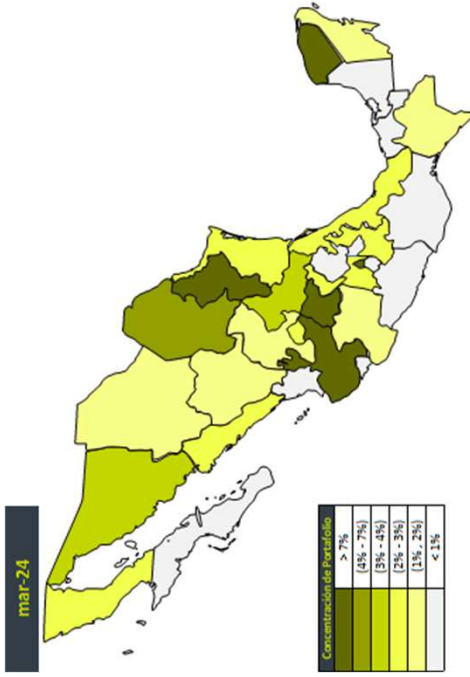 mar-24
Concentración de Portafolio
> 7%
(4% - 7%)
(3% - 4%)
(2% - 3%)
(1% , 2%)
< 1%